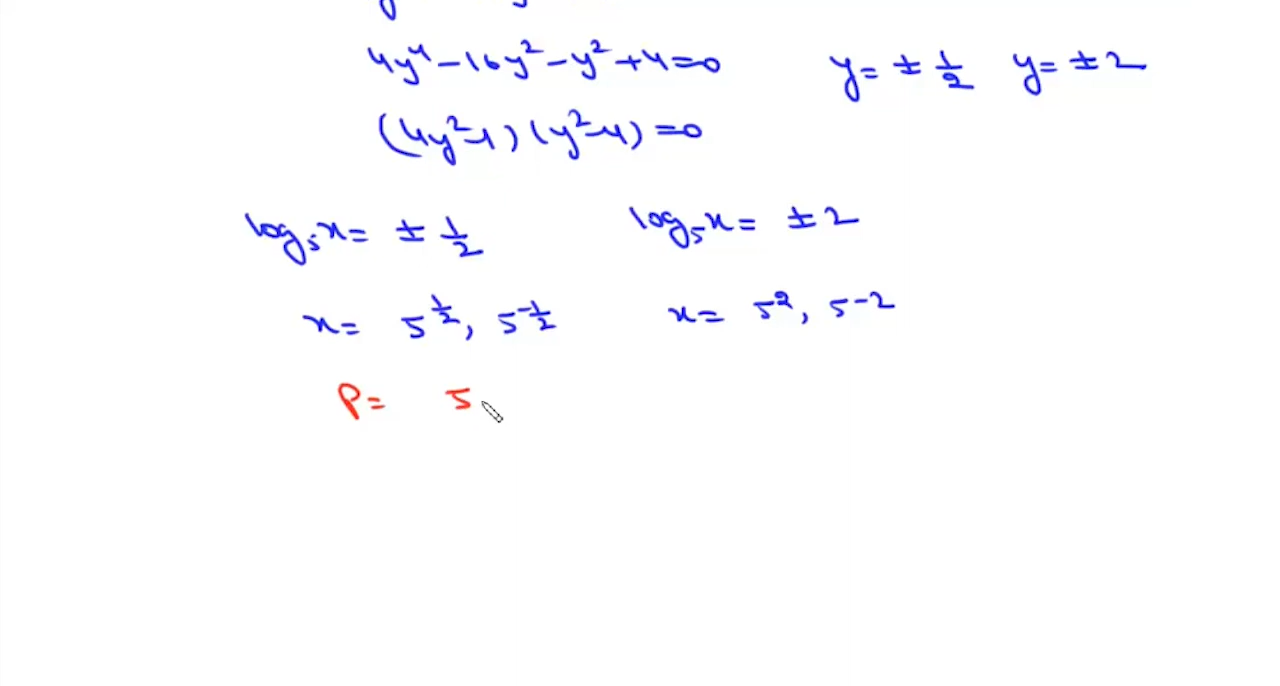 4y⁴ - 16y² - y² + 4 = 0 y = ± 1/2 y = ± 2
(4y² - 1) (y² - 4) = 0
log₅x = ± 1/2 log₅x = ± 2
x = 5^(1/2), 5^(-1/2) x = 5², 5⁻²
P = 5